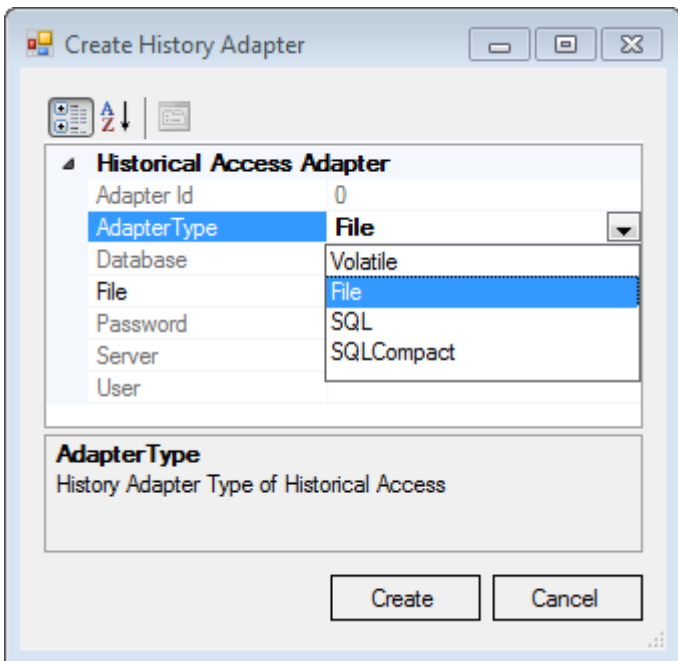 Create History Adapter
A
Z
Historical Access Adapter
Adapter Id 0
AdapterType File
Database Volatile
File File
Password SQL
Server SQLCompact
User
AdapterType
History Adapter Type of Historical Access
Create Cancel